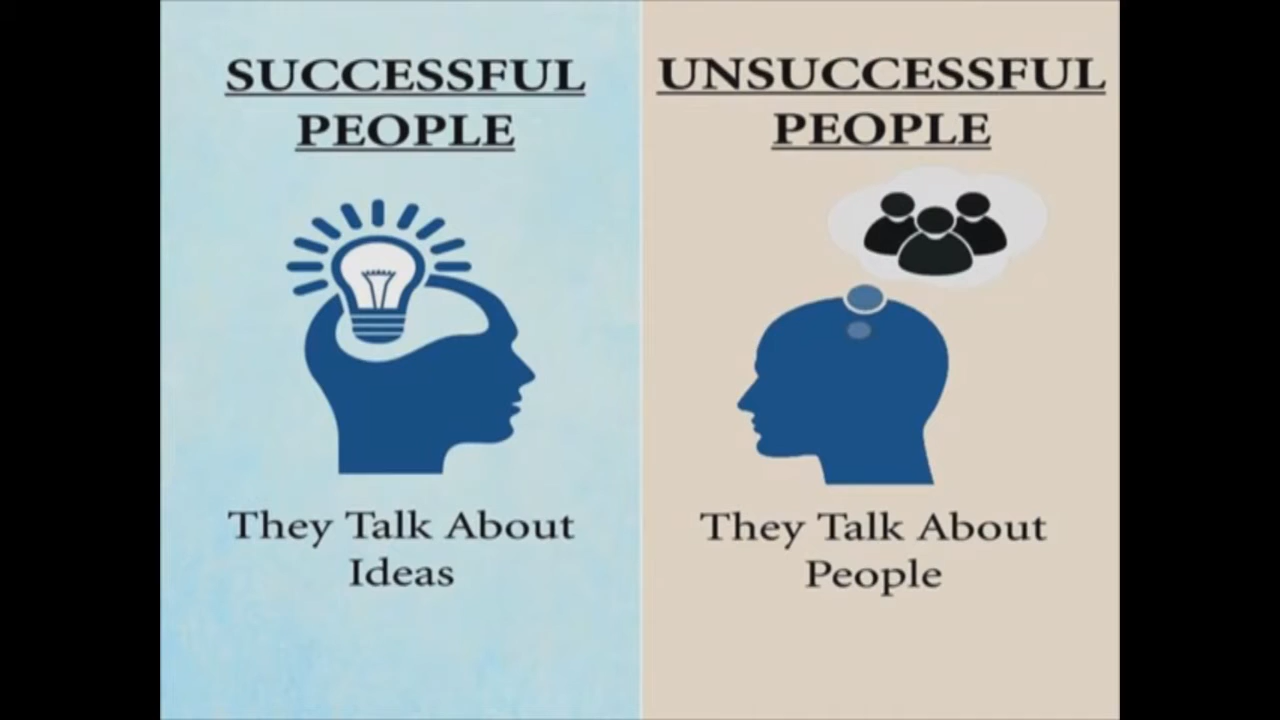 SUCCESSFUL
PEOPLE
They Talk About
Ideas
UNSUCCESSFUL
PEOPLE
They Talk About
People